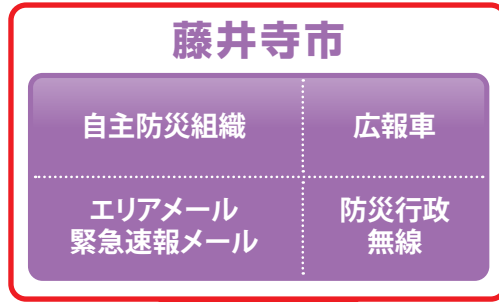 藤井寺市
自主防災組織
広報車
エリアメール
緊急速報メール
防災行政
無線